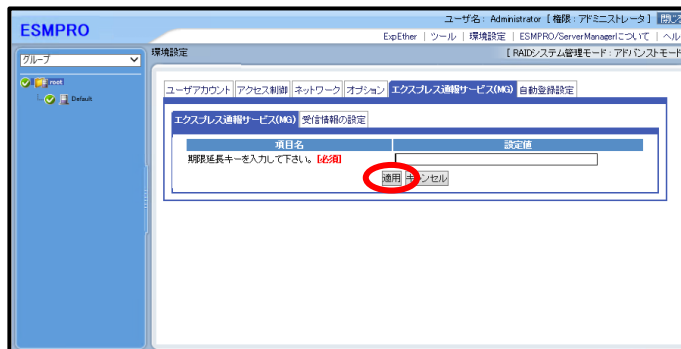 ESMPRO
ユーザ名: Administrator [権限:アドミニストレータ] 閉じる
ExpEther | ツール | 環境設定 | ESMPRO/ServerManagerについて | ヘル
グループ
環境設定
[ RAIDシステム管理モード:アドバンストモード
root
Default
ユーザアカウント アクセス制御 ネットワーク オプション エクスプレス通報サービス(MG) 自動登録設定
エクスプレス通報サービス(MG) 受信情報の設定
項目名 設定値
期限延長キーを入力して下さい。[必須]
適用 キャンセル